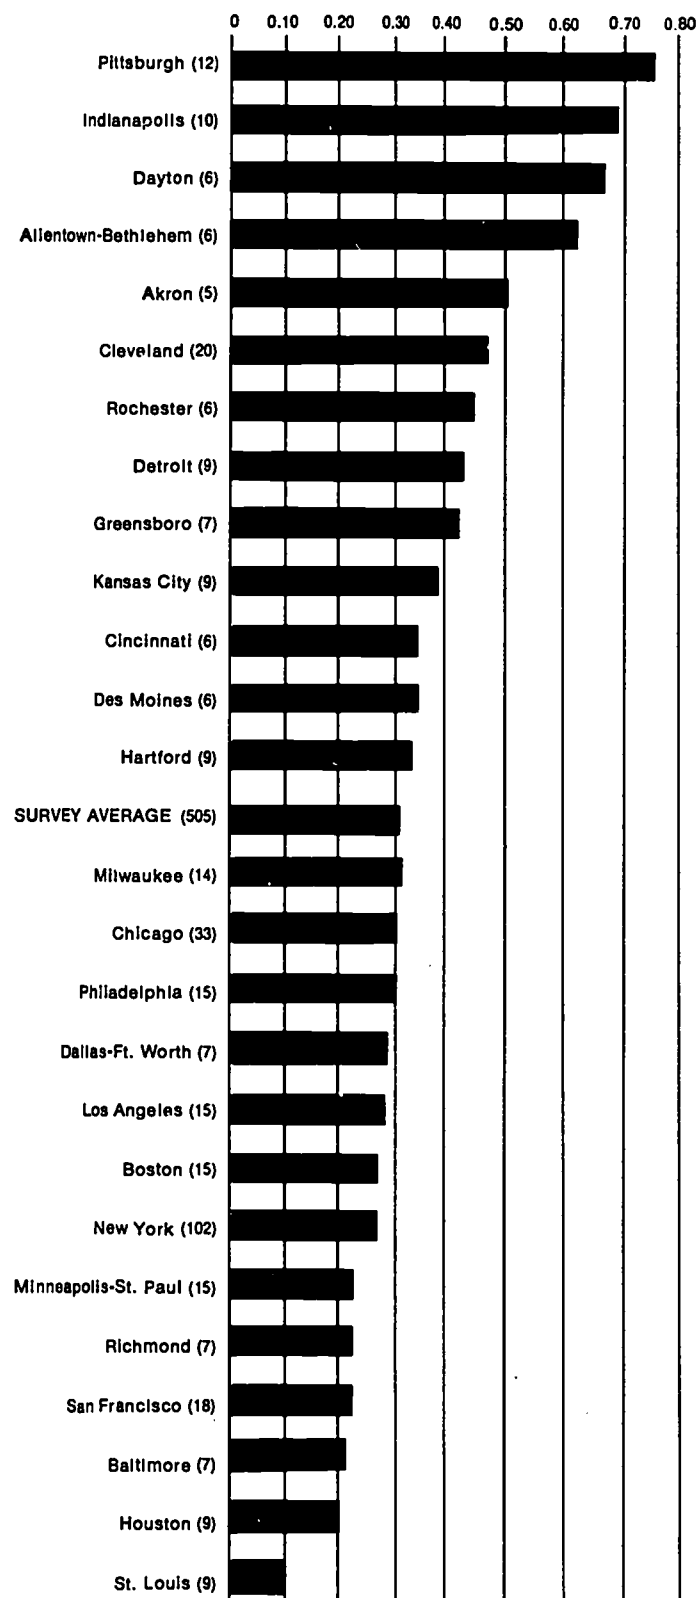 0 0.10 0.20 0.30 0.40 0.50 0.60 0.70 0.80
Pittsburgh (12)
Indianapolis (10)
Dayton (6)
Allentown-Bethlehem (6)
Akron (5)
Cleveland (20)
Rochester (6)
Detroit (9)
Greensboro (7)
Kansas City (9)
Cincinnati (6)
Des Moines (6)
Hartford (9)
SURVEY AVERAGE (505)
Milwaukee (14)
Chicago (33)
Philadelphia (15)
Dallas-Ft. Worth (7)
Los Angeles (15)
Boston (15)
New York (102)
Minneapolis-St. Paul (15)
Richmond (7)
San Francisco (18)
Baltimore (7)
Houston (9)
St. Louis (9)